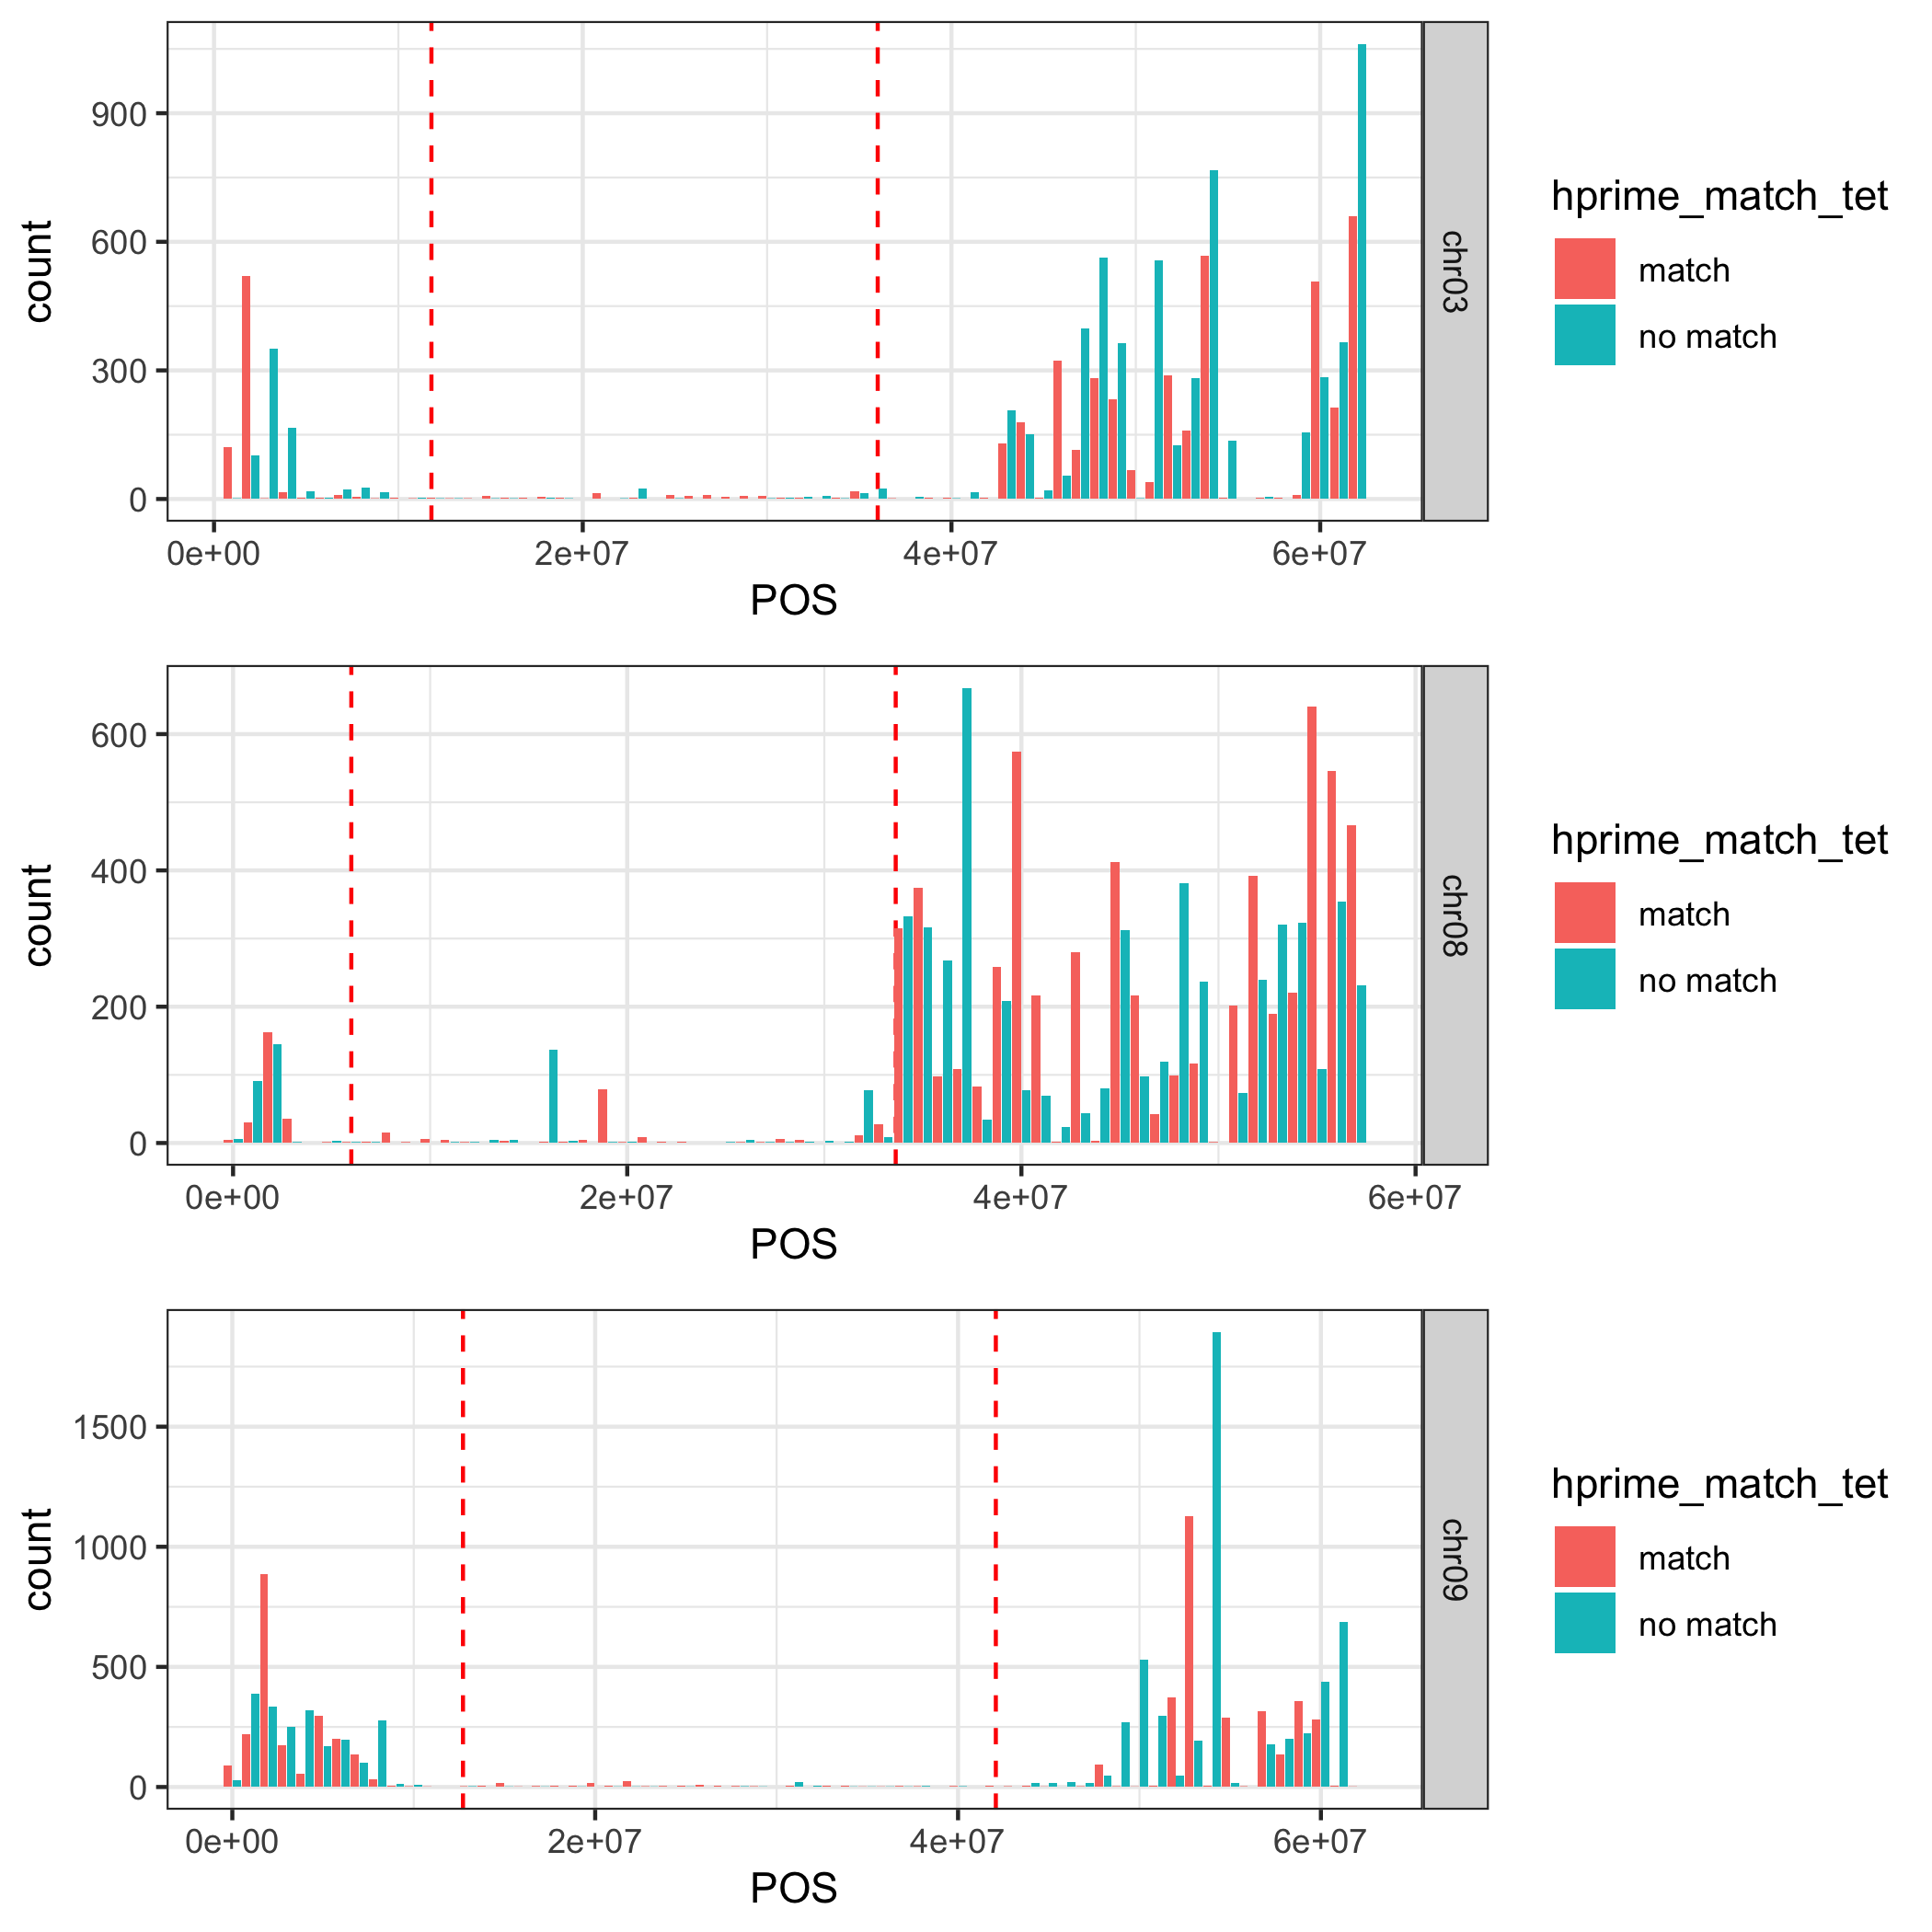 900
600
300
0
count
0e+00 2e+07 4e+07 6e+07
POS
chr03
hprime_match_tet
match
no match
600
400
200
0
count
0e+00 2e+07 4e+07 6e+07
POS
chr08
hprime_match_tet
match
no match
1500
1000
500
0
count
0e+00 2e+07 4e+07 6e+07
POS
chr09
hprime_match_tet
match
no match